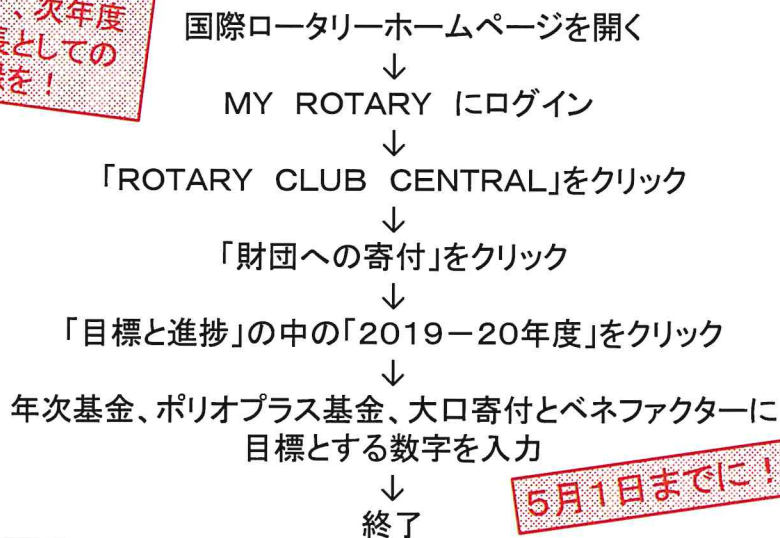 、次年度
長としての
を！
国際ロータリーホームページを開く
↓
ＭＹ　ＲＯＴＡＲＹ　にログイン
↓
「ＲＯＴＡＲＹ　ＣＬＵＢ　ＣＥＮＴＲＡＬ」をクリック
↓
「財団への寄付」をクリック
↓
「目標と進捗」の中の「２０１９－２０年度」をクリック
↓
年次基金、ポリオプラス基金、大口寄付とベネファクターに
目標とする数字を入力
５月１日までに！
↓
終了